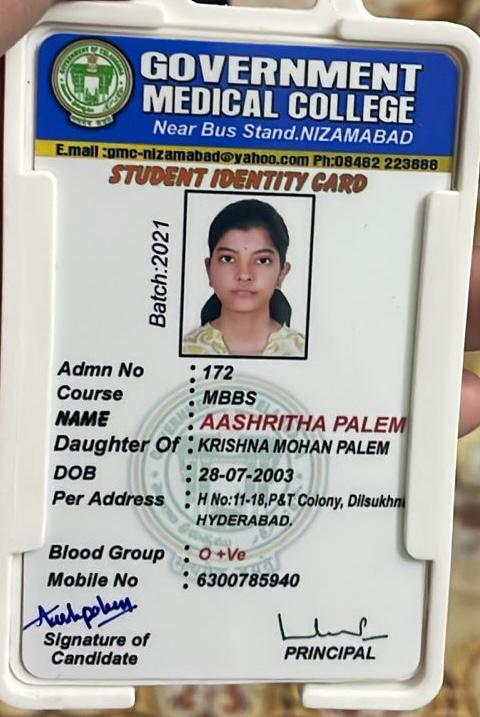 GOVERNMENT
MEDICAL COLLEGE
Near Bus Stand.NIZAMABAD
E.mail :gmc-nizamabad@yahoo.com Ph:08462 223888
STUDENT IDENTITY CARD
Batch:2021
Admn No : 172
Course : MBBS
NAME : AASHRITHA PALEM
Daughter Of : KRISHNA MOHAN PALEM
DOB : 28-07-2003
Per Address : H No:11-18,P&T Colony, Dilsukhn
HYDERABAD.
Blood Group : O +Ve
Mobile No : 6300785940
Signature of
Candidate
PRINCIPAL